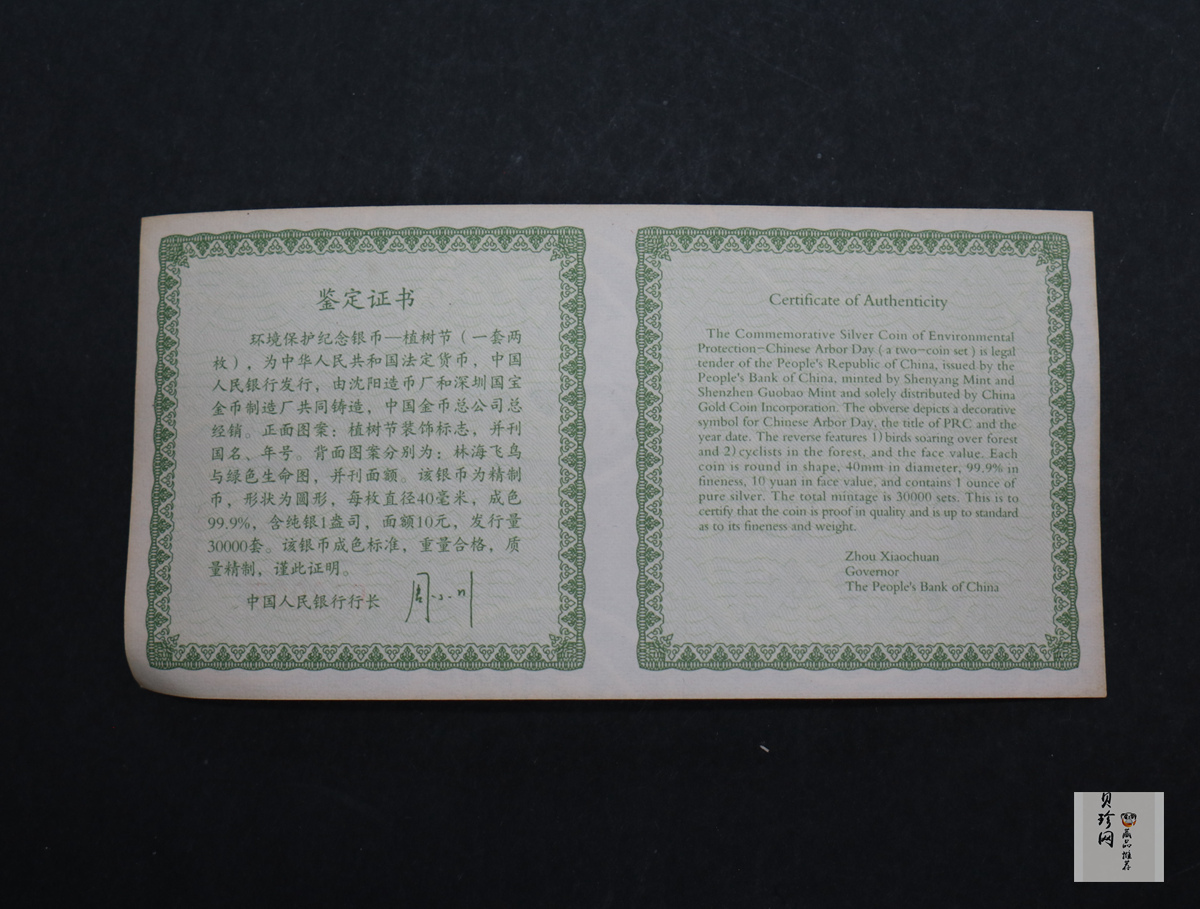 鉴定证书
环境保护纪念银币—植树节（一套两
枚），为中华人民共和国法定货币，中国
人民银行发行，由沈阳造币厂和深圳国宝
金币制造厂共同铸造，中国金币总公司总
经销。正面图案：植树节装饰标志，并刊
国名、年号。背面图案分别为：林海飞鸟
与绿色生命图，并刊面额。该银币为精制
币，形状为圆形，每枚直径40毫米，成色
99.9%，含纯银1盎司，面额10元，发行量
30000套。该银币成色标准，重量合格，质
量精制，谨此证明。
中国人民银行行长 周小川
Certificate of Authenticity
The Commemorative Silver Coin of Environmental
Protection—Chinese Arbor Day ( a two—coin set ) is legal
tender of the People's Republic of China, issued by the
People's Bank of China, minted by Shenyang Mint and
Shenzhen Guobao Mint and solely distributed by China
Gold Coin Incorporation. The obverse depicts a decorative
symbol for Chinese Arbor Day, the title of PRC and the
year date. The reverse features 1) birds soaring over forest
and 2) cyclists in the forest, and the face value. Each
coin is round in shape, 40mm in diameter, 99.9% in
fineness, 10 yuan in face value, and contains 1 ounce of
pure silver. The total mintage is 30000 sets. This is to
certify that the coin is proof in quality and is up to standard
as to its fineness and weight.
Zhou Xiaochuan
Governor
The People's Bank of China
贝珍网
藏品推荐